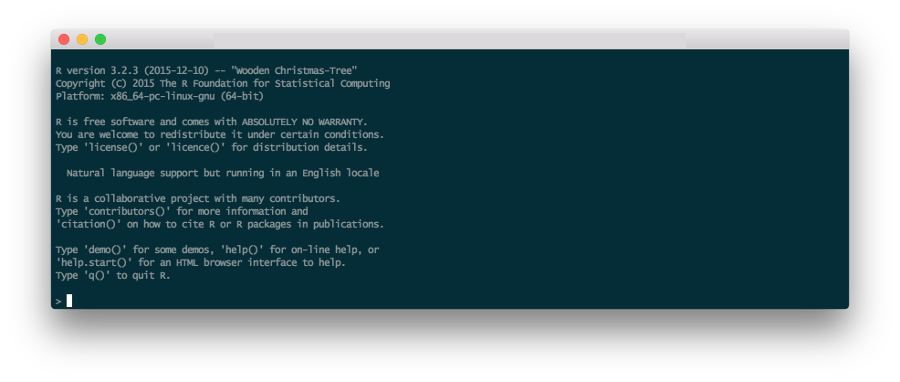 R version 3.2.3 (2015-12-10) -- "Wooden Christmas-Tree"
Copyright (C) 2015 The R Foundation for Statistical Computing
Platform: x86_64-pc-linux-gnu (64-bit)
R is free software and comes with ABSOLUTELY NO WARRANTY.
You are welcome to redistribute it under certain conditions.
Type 'license()' or 'licence()' for distribution details.
Natural language support but running in an English locale
R is a collaborative project with many contributors.
Type 'contributors()' for more information and
'citation()' on how to cite R or R packages in publications.
Type 'demo()' for some demos, 'help()' for on-line help, or
'help.start()' for an HTML browser interface to help.
Type 'q()' to quit R.
>